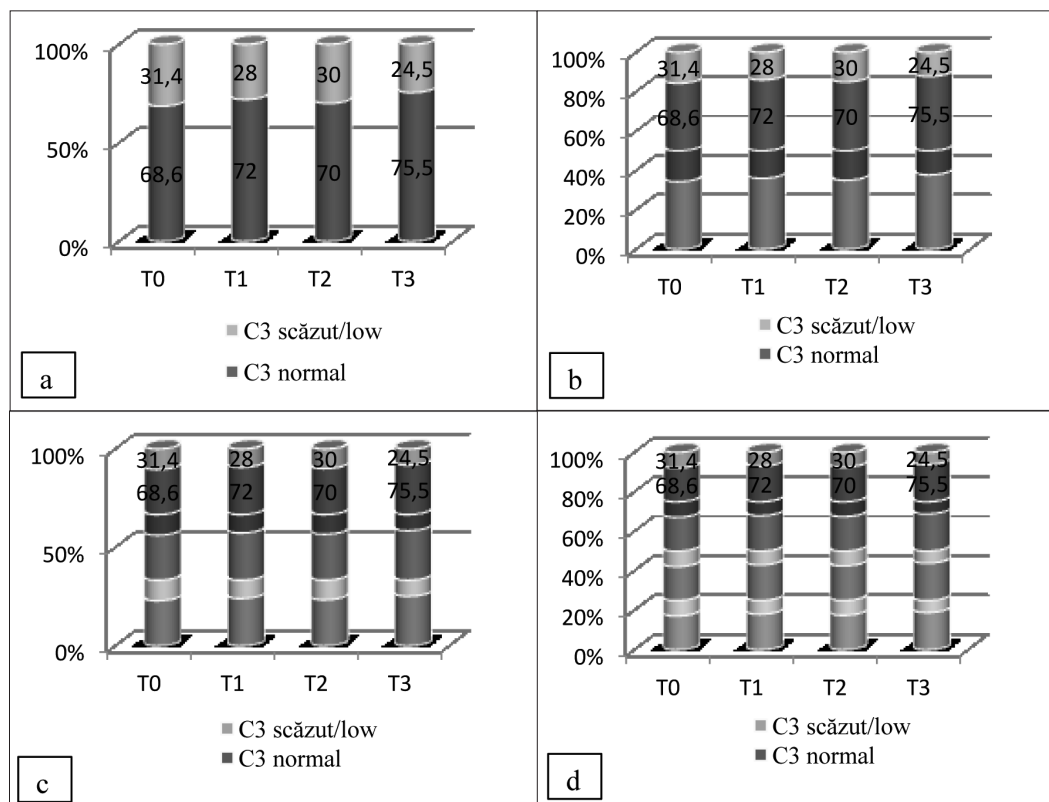 100%
31,4 28 30 24,5
50%
68,6 72 70 75,5
0%
T0 T1 T2 T3
C3 scăzut/low
C3 normal
a
100%
31,4 28 30 24,5
80%
68,6 72 70 75,5
60%
40%
20%
0%
T0 T1 T2 T3
C3 scăzut/low
C3 normal
b
100%
31,4 28 30 24,5
68,6 72 70 75,5
50%
0%
T0 T1 T2 T3
C3 scăzut/low
C3 normal
c
100%
31,4 28 30 24,5
80%
68,6 72 70 75,5
60%
40%
20%
0%
T0 T1 T2 T3
C3 scăzut/low
C3 normal
d